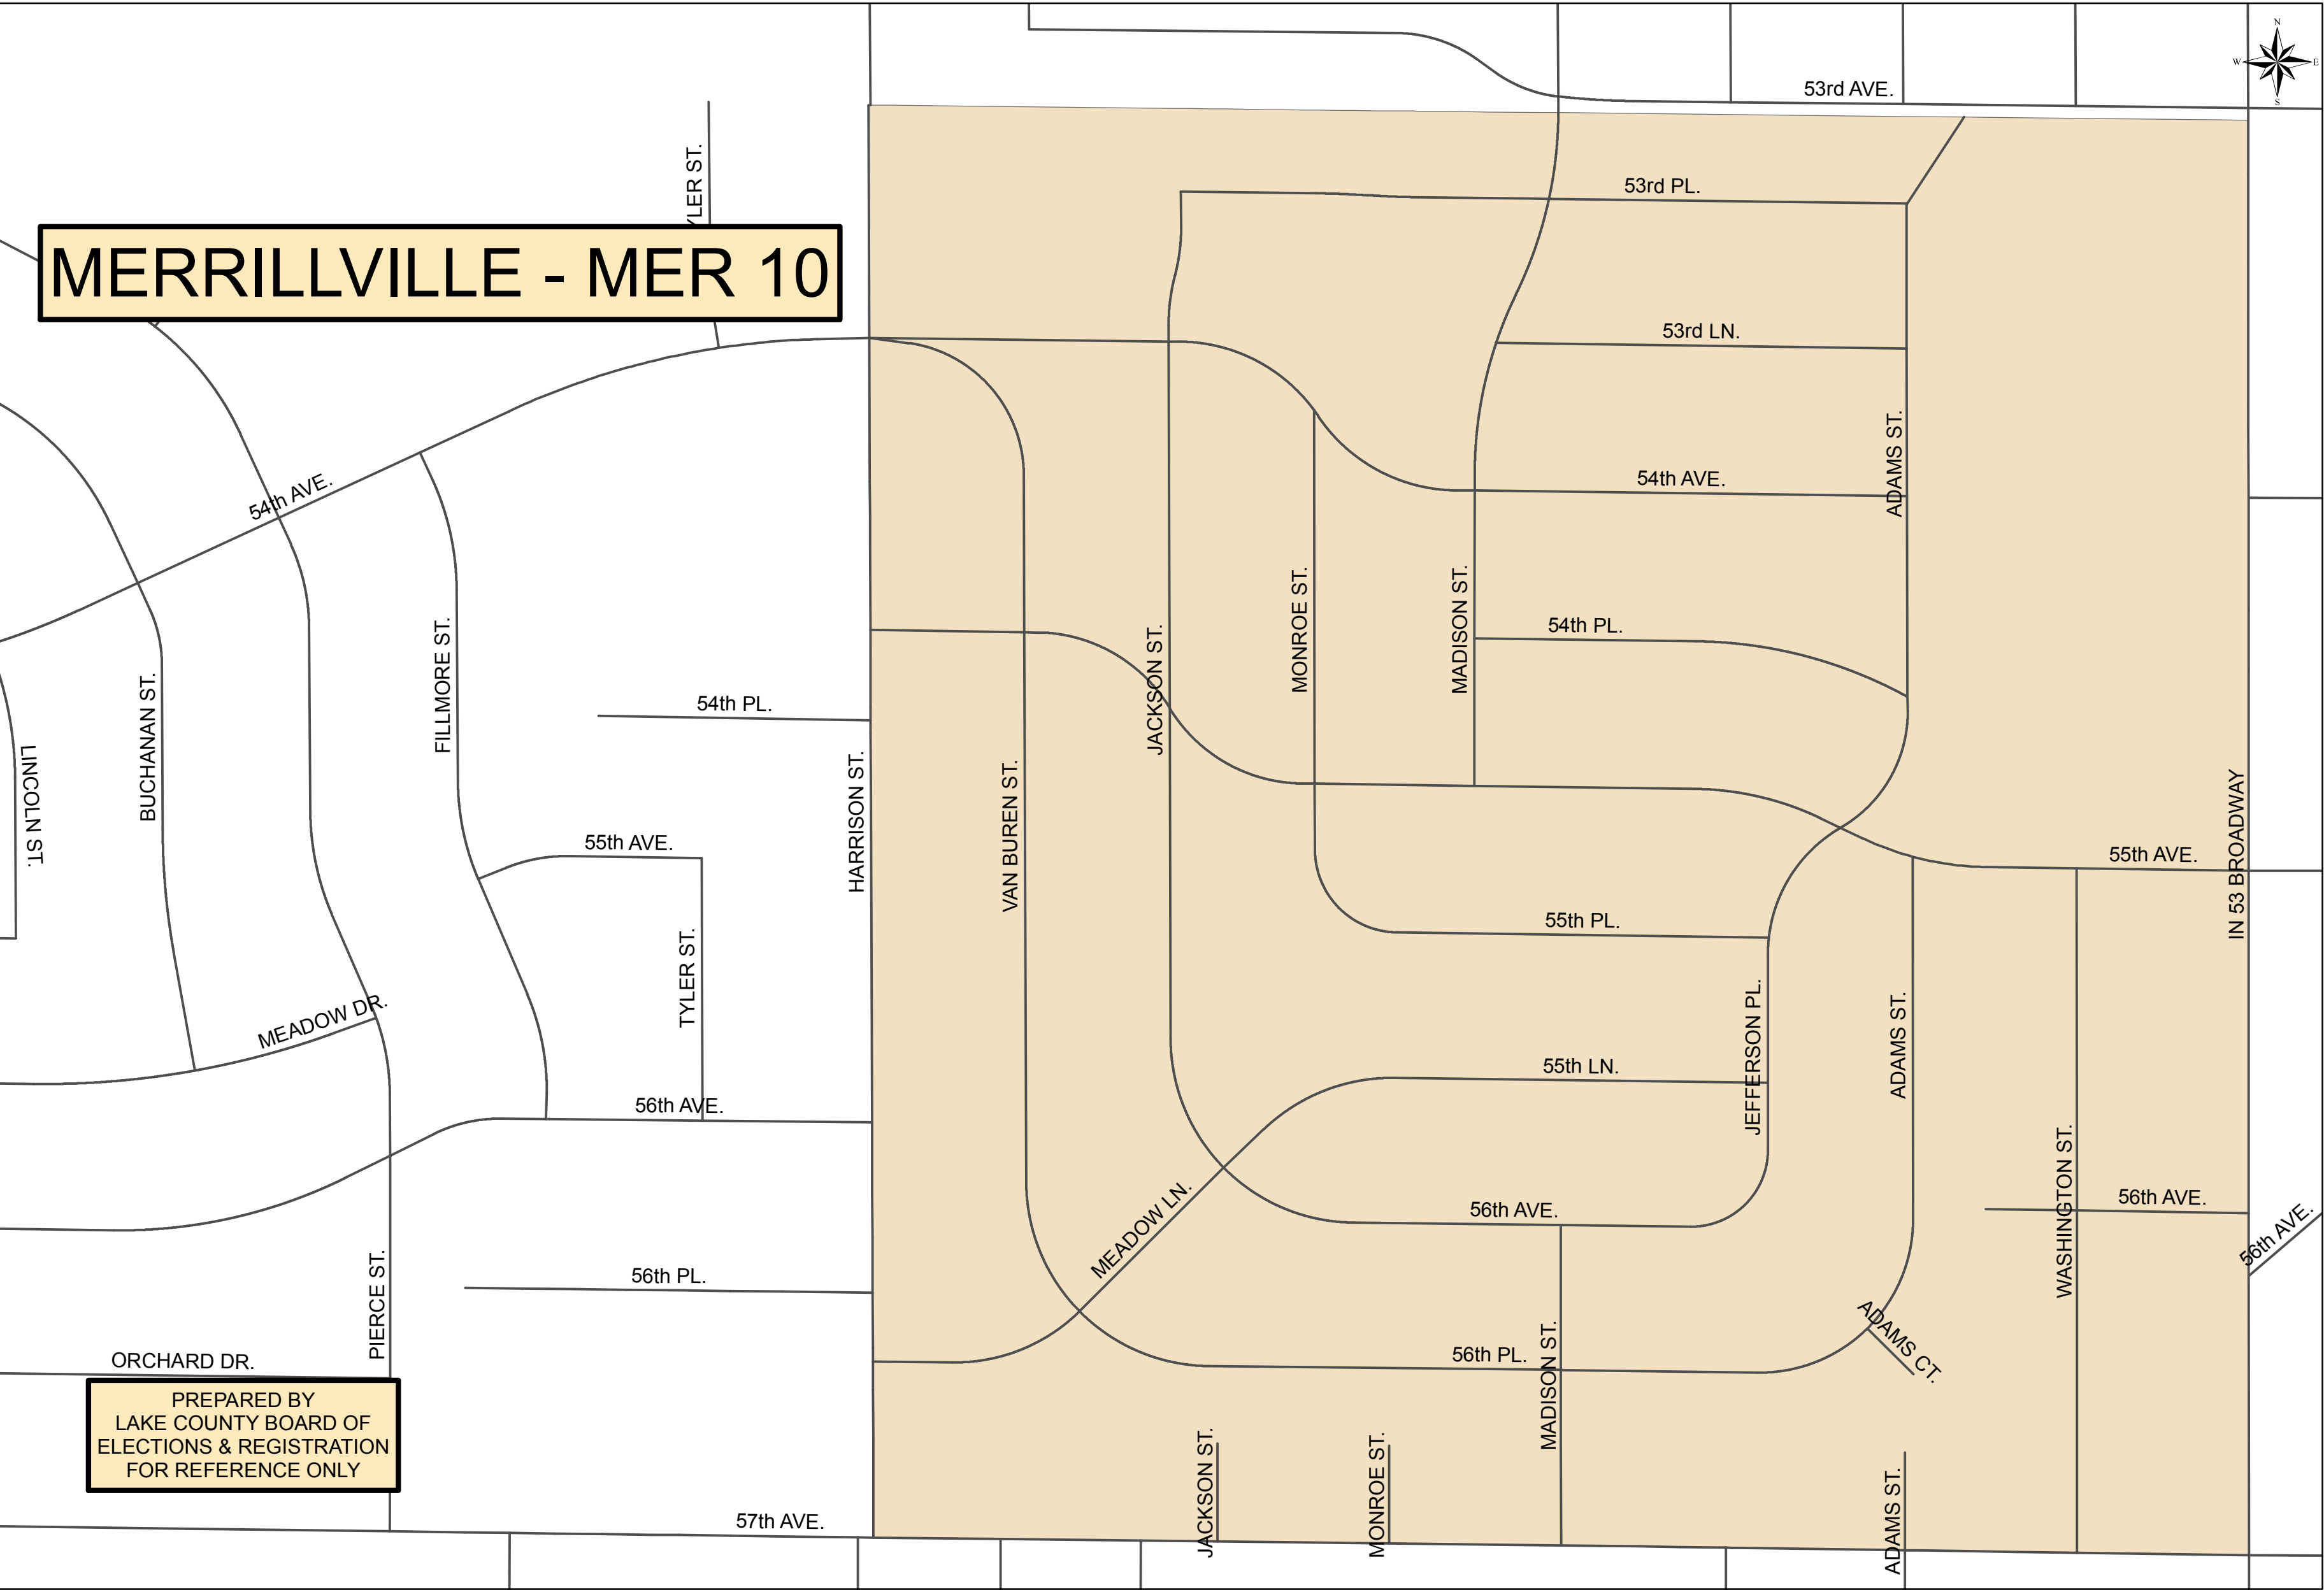 N
W
E
S
53rd AVE.
YLER ST.
53rd PL.
MERRILLVILLE - MER 10
53rd LN.
ADAMS ST.
54th AVE.
54th AVE.
MONROE ST.
MADISON ST.
54th PL.
JACKSON ST.
FILLMORE ST.
BUCHANAN ST.
54th PL.
LINCOLN ST.
HARRISON ST.
VAN BUREN ST.
IN 53 BROADWAY
55th AVE.
55th AVE.
55th PL.
TYLER ST.
MEADOW DR.
JEFFERSON PL.
ADAMS ST.
55th LN.
56th AVE.
WASHINGTON ST.
MEADOW LN.
56th AVE.
56th AVE.
56th AVE.
PIERCE ST.
56th PL.
ADAMS CT.
MADISON ST.
56th PL.
ORCHARD DR.
PREPARED BY
LAKE COUNTY BOARD OF
ELECTIONS & REGISTRATION
FOR REFERENCE ONLY
JACKSON ST.
MONROE ST.
ADAMS ST.
57th AVE.